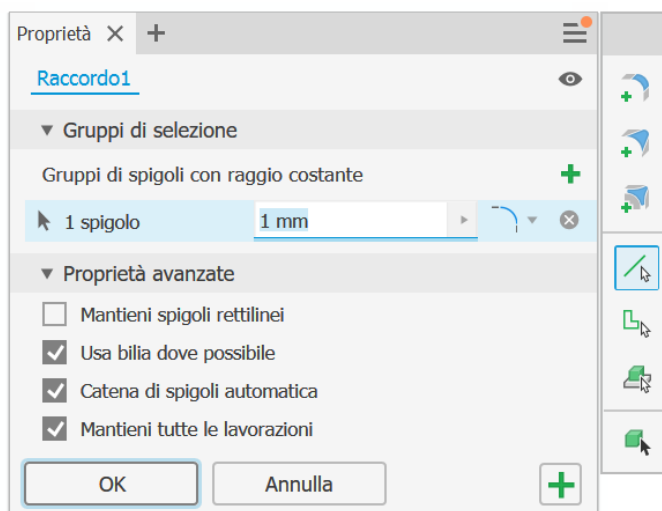 Proprietà
Raccordo1
Gruppi di selezione
Gruppi di spigoli con raggio costante
1 spigolo 1 mm
Proprietà avanzate
Mantieni spigoli rettilinei
Usa bilia dove possibile
Catena di spigoli automatica
Mantieni tutte le lavorazioni
OK Annulla